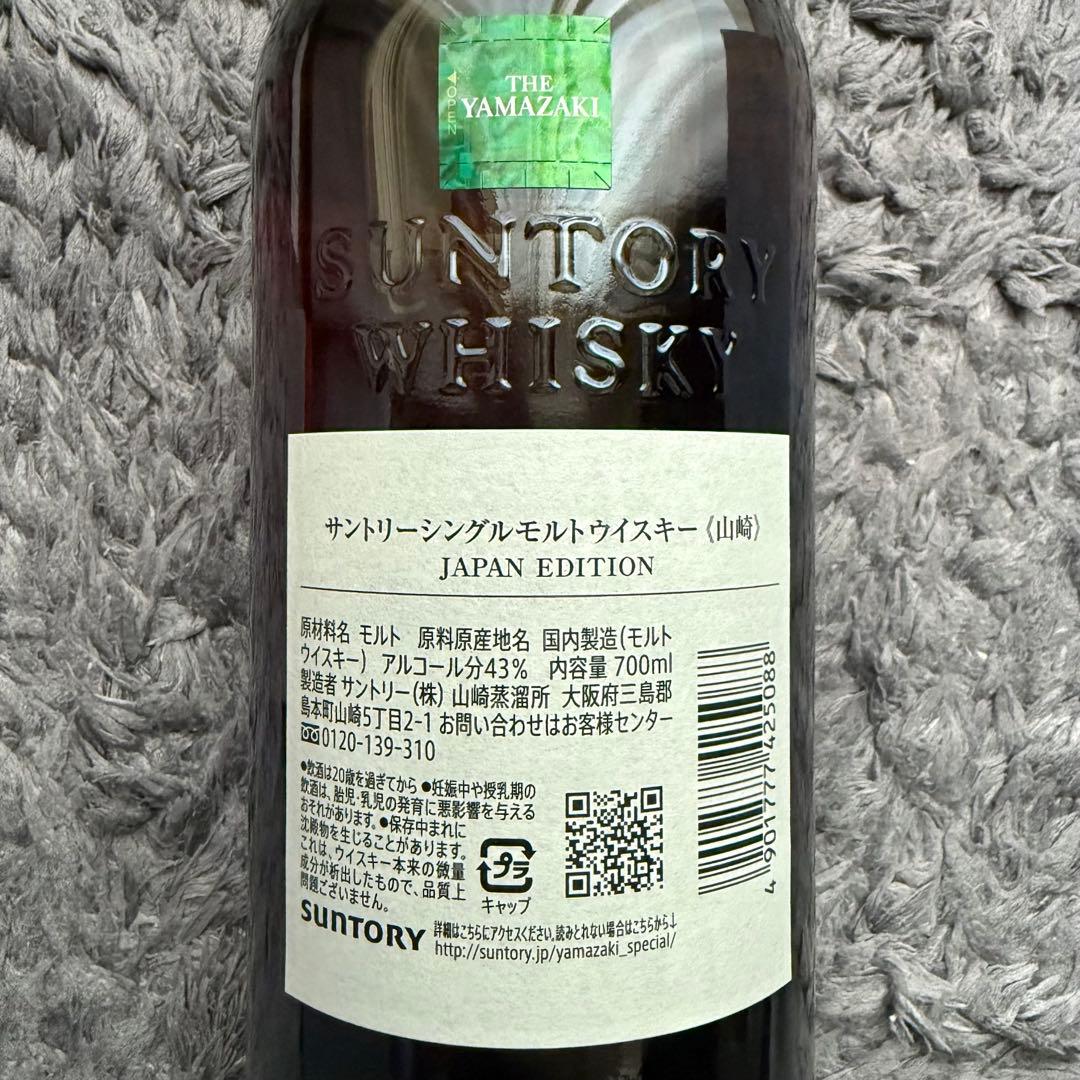 THE
YAMAZAKI
◀OPEN
SUNTORY
WHISKY
サントリーシングルモルトウイスキー《山崎》
JAPAN EDITION
原材料名 モルト 原料原産地名 国内製造(モルト
ウイスキー) アルコール分43% 内容量 700ml
製造者 サントリー(株) 山崎蒸溜所 大阪府三島郡
島本町山崎5丁目2-1 お問い合わせはお客様センター
0120-139-310
●飲酒は20歳を過ぎてから ●妊娠中や授乳期の
飲酒は、胎児・乳児の発育に悪影響を与える
おそれがあります。●保存中まれに
沈殿物を生じることがあります。
これは、ウイスキー本来の微量
成分が析出したもので、品質上
問題ございません。
プラ
キャップ
4 901777 425088
SUNTORY
詳細はこちらにアクセスください。読みとれない場合はこちらから↓
http://suntory.jp/yamazaki_special/